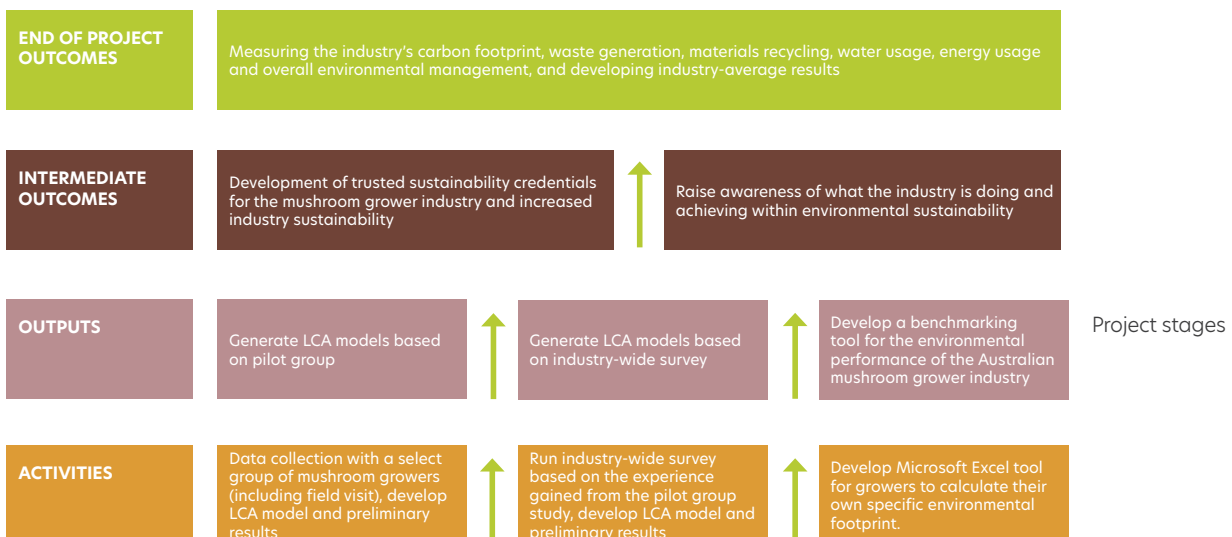 END OF PROJECT
OUTCOMES
Measuring the industry's carbon footprint, waste generation, materials recycling, water usage, energy usage
and overall environmental management, and developing industry-average results
INTERMEDIATE
OUTCOMES
Development of trusted sustainability credentials
for the mushroom grower industry and increased
industry sustainability
Raise awareness of what the industry is doing and
achieving within environmental sustainability
OUTPUTS
Generate LCA models based
on pilot group
Generate LCA models based
on industry-wide survey
Develop a benchmarking
tool for the environmental
performance of the Australian
mushroom grower industry
Project stages
ACTIVITIES
Data collection with a select
group of mushroom growers
(including field visit), develop
LCA model and preliminary
results
Run industry-wide survey
based on the experience
gained from the pilot group
study, develop LCA model and
preliminary results
Develop Microsoft Excel tool
for growers to calculate their
own specific environmental
footprint.